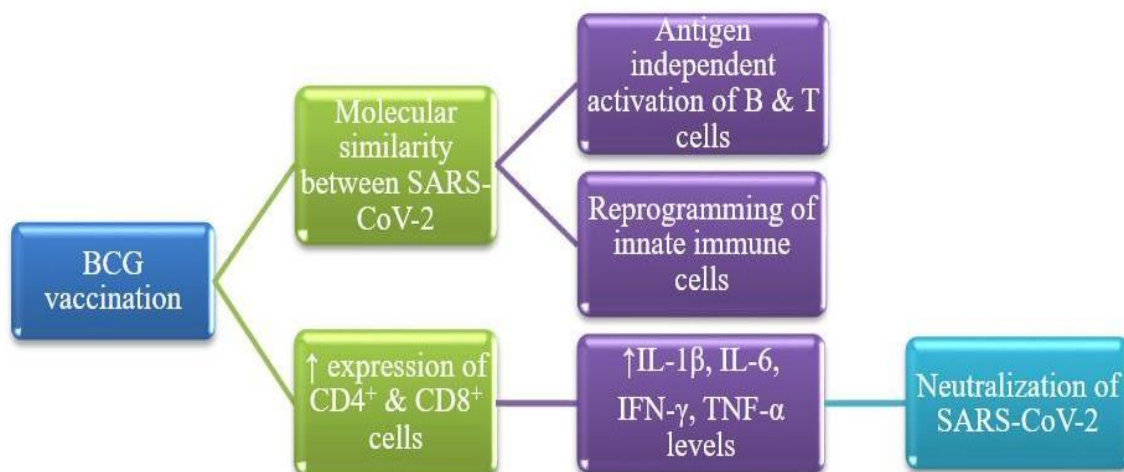 BCG
vaccination
Molecular
similarity
between SARS-
CoV-2
↑ expression of
CD4⁺ & CD8⁺
cells
Antigen
independent
activation of B & T
cells
Reprogramming of
innate immune
cells
↑IL-1β, IL-6,
IFN-γ, TNF-α
levels
Neutralization of
SARS-CoV-2